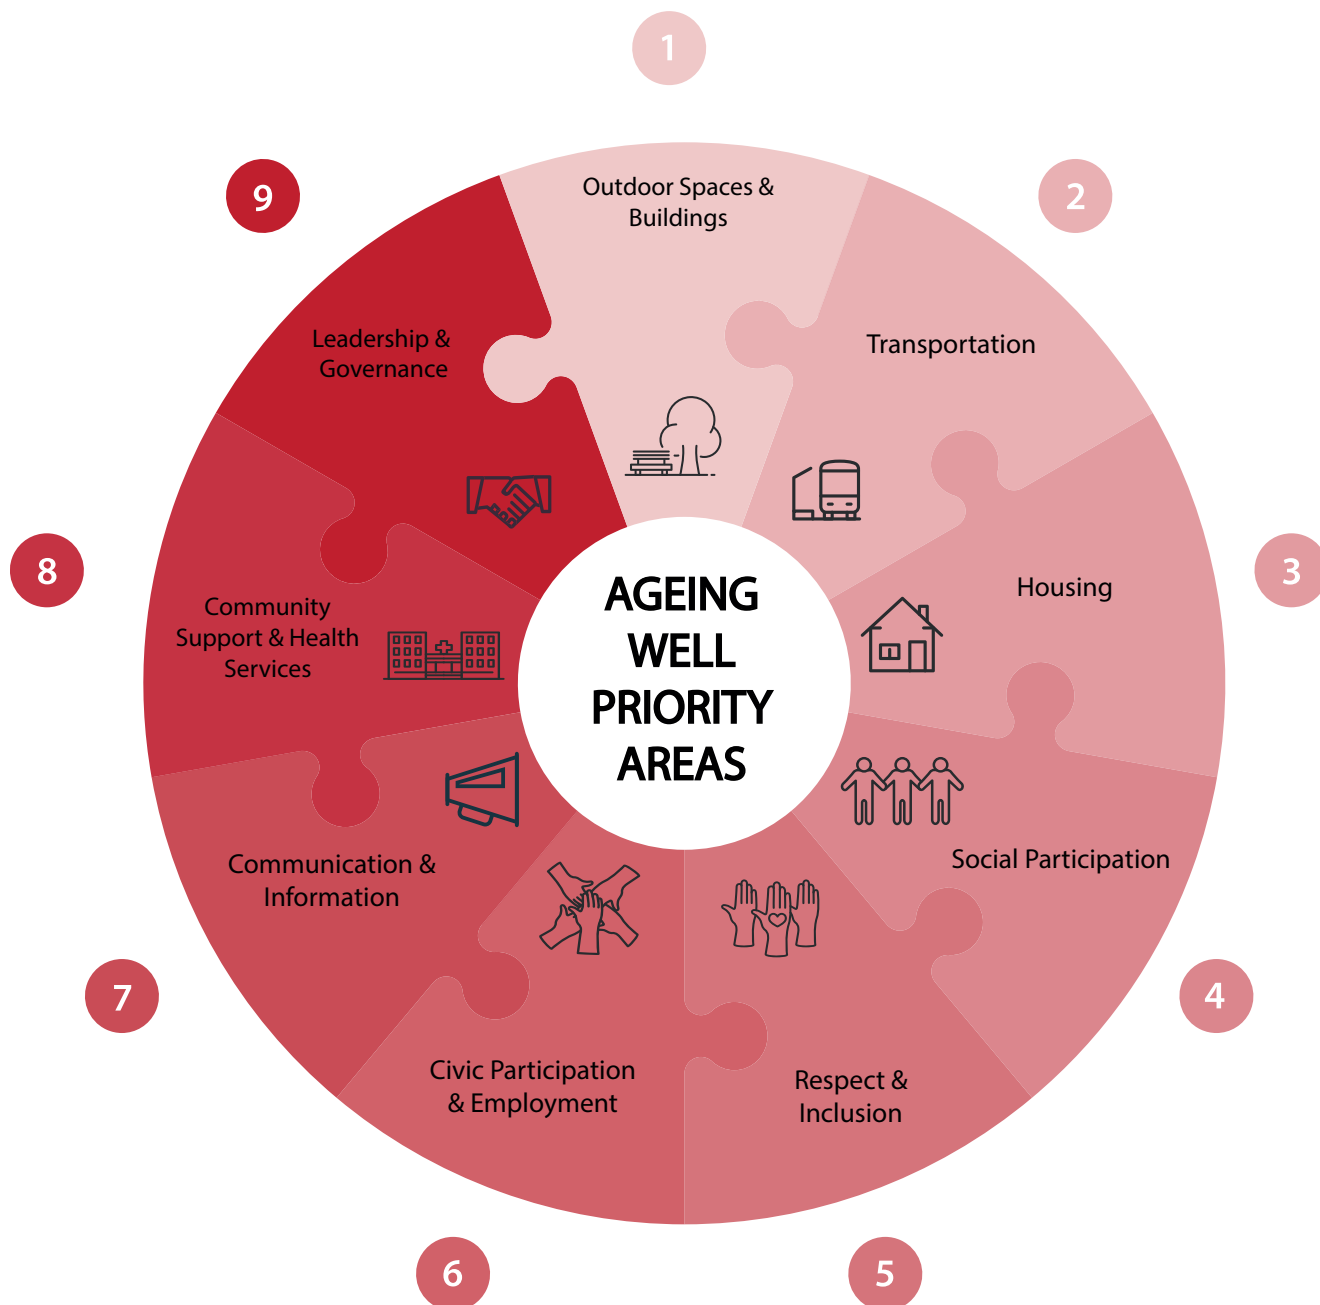 1
Outdoor Spaces &
Buildings
2
Transportation
3
Housing
4
Social Participation
5
Respect &
Inclusion
6
Civic Participation
& Employment
7
Communication &
Information
8
Community
Support & Health
Services
9
Leadership &
Governance
AGEING
WELL
PRIORITY
AREAS